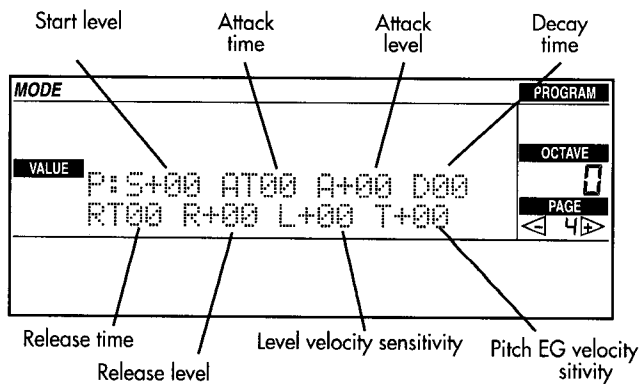 Start level
Attack
time
Attack
level
Decay
time
MODE
PROGRAM
OCTAVE
0
VALUE
P:S+00 AT00 A+00 D00
RT00 R+00 L+00 T+00
PAGE
- 4 +
Release time
Release level
Level velocity sensitivity
Pitch EG velocity
sitivity